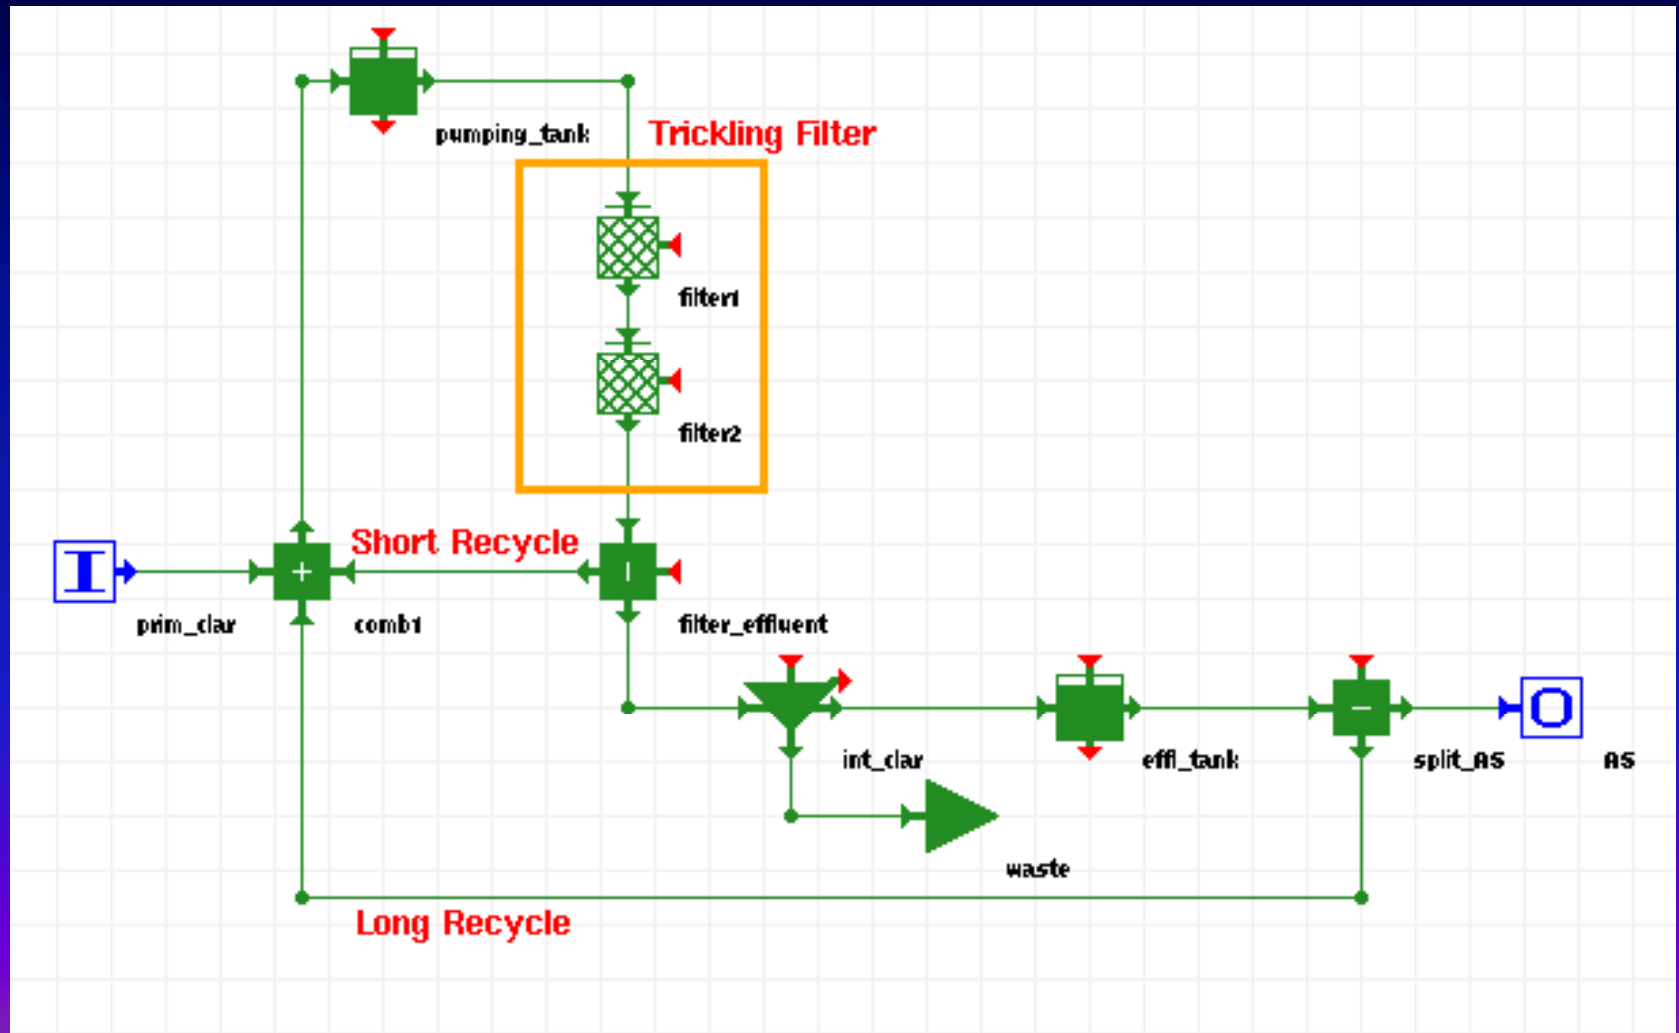 pumping_tank
Trickling Filter
filter1
filter2
I
Short Recycle
prim_clar
comb1
filter_effluent
O
int_clar
effl_tank
split_AS
AS
waste
Long Recycle